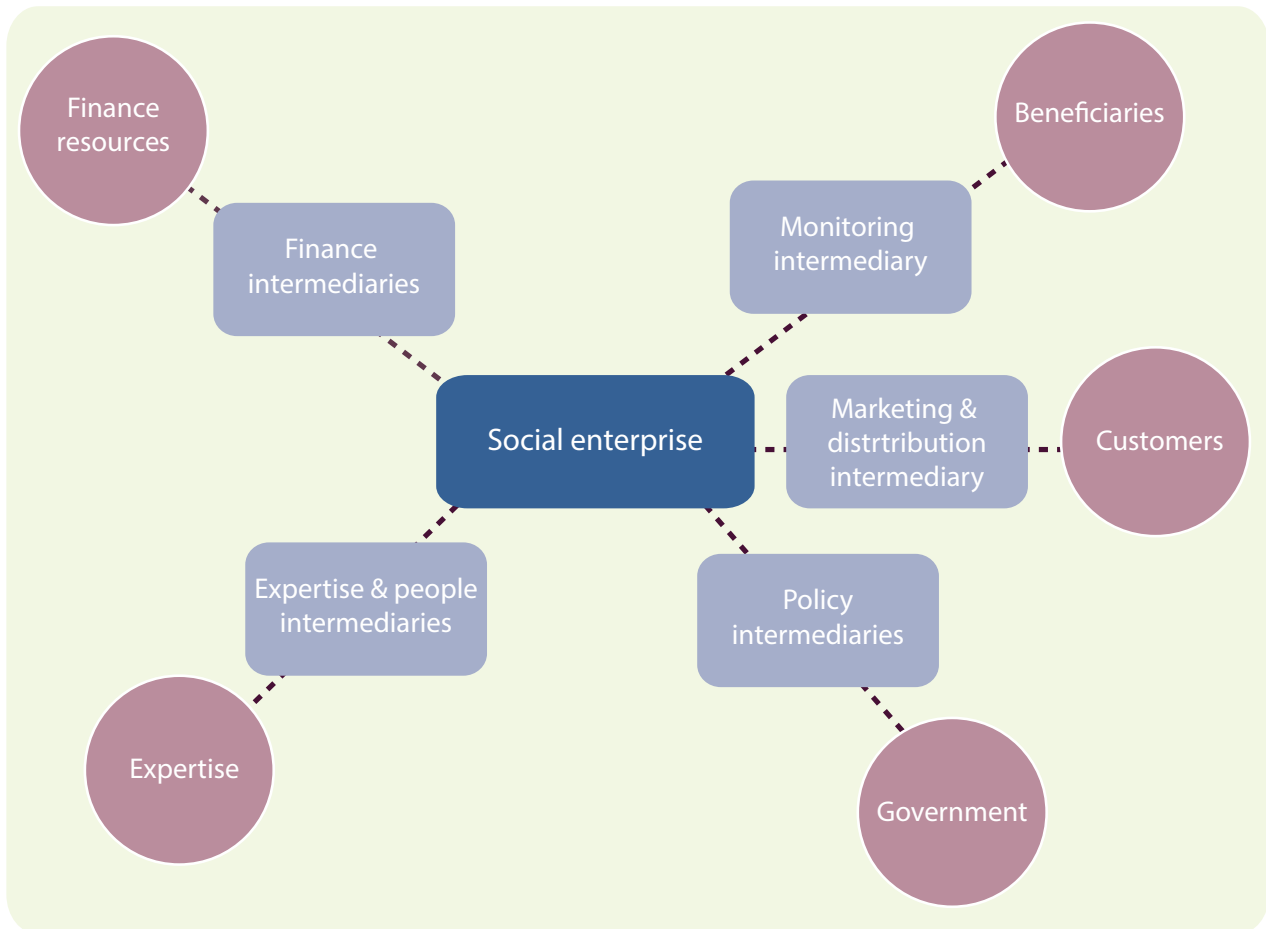 Finance
resources
Beneficiaries
Finance
intermediaries
Monitoring
intermediary
Social enterprise
Marketing &
distrtribution
intermediary
Customers
Expertise & people
intermediaries
Policy
intermediaries
Expertise
Government